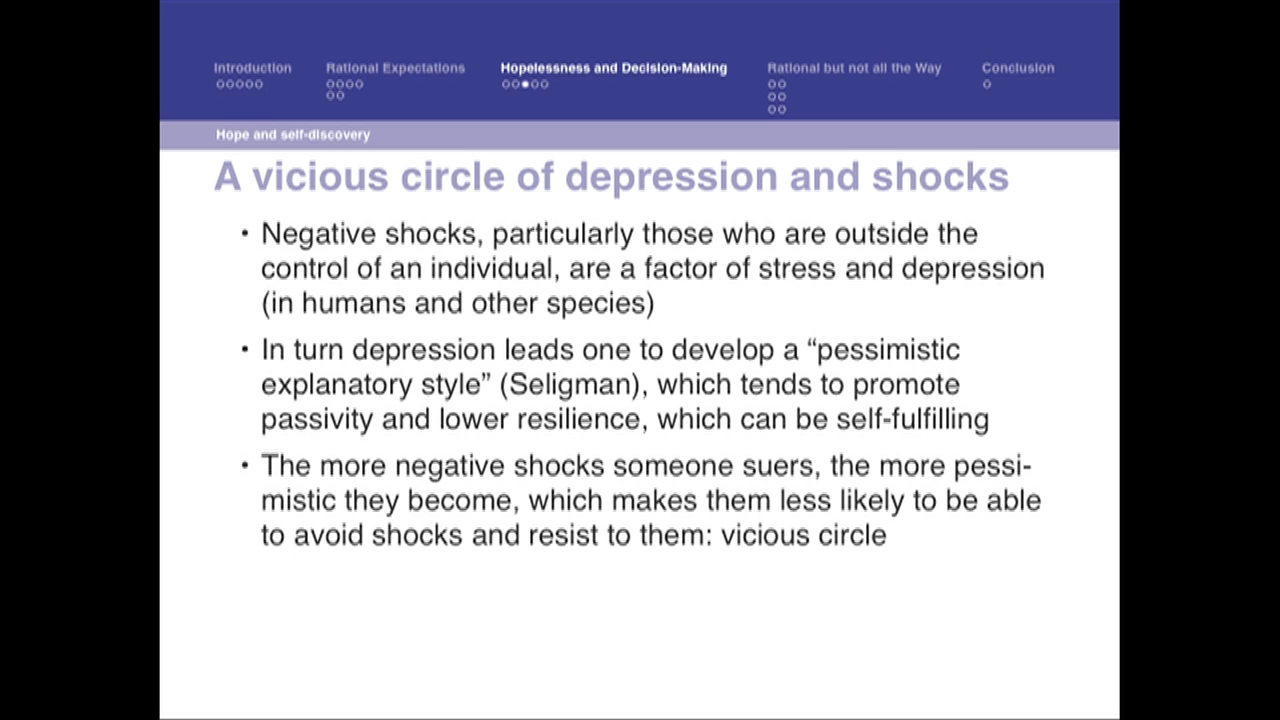 Introduction Rational Expectations Hopelessness and Decision-Making Rational but not all the Way Conclusion
Hope and self-discovery
A vicious circle of depression and shocks
• Negative shocks, particularly those who are outside the
control of an individual, are a factor of stress and depression
(in humans and other species)
• In turn depression leads one to develop a “pessimistic
explanatory style” (Seligman), which tends to promote
passivity and lower resilience, which can be self-fulfilling
• The more negative shocks someone suers, the more pessi-
mistic they become, which makes them less likely to be able
to avoid shocks and resist to them: vicious circle